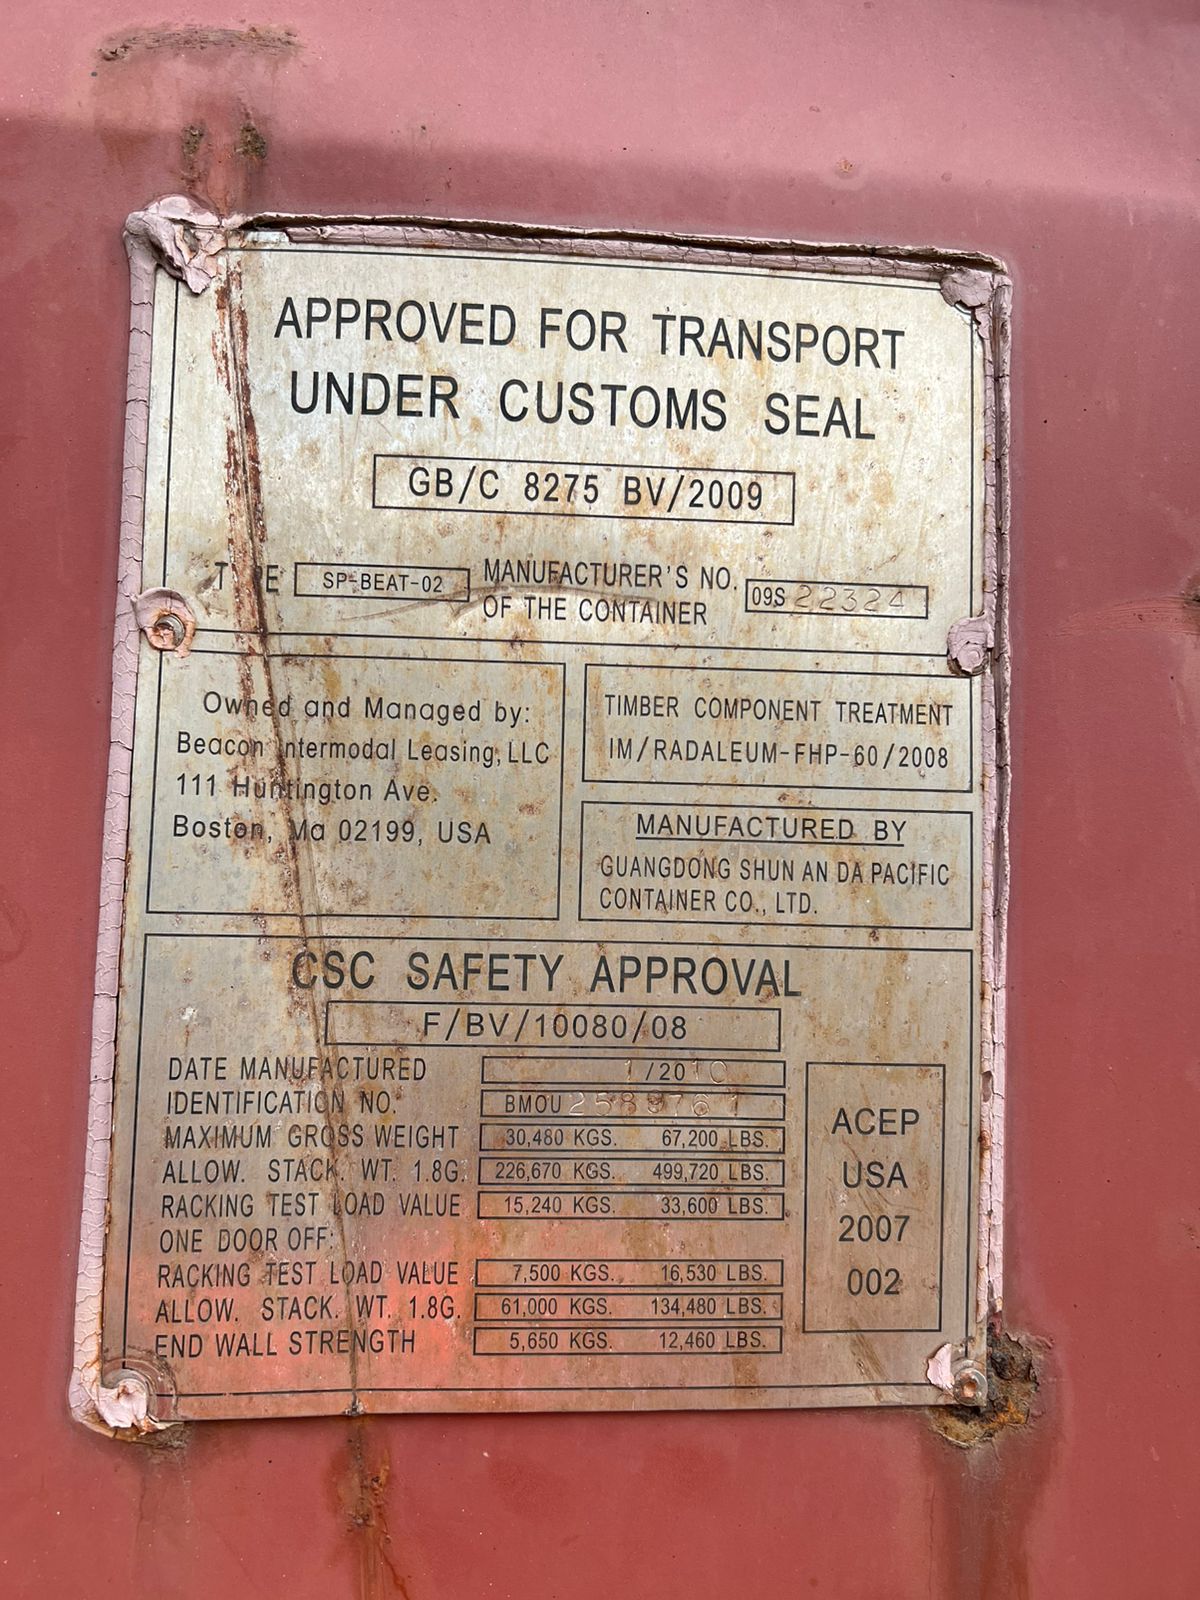 APPROVED FOR TRANSPORT
UNDER CUSTOMS SEAL
GB/C 8275 BV/2009
TYPE SP-BEAT-02 MANUFACTURER'S NO. OF THE CONTAINER 09S 22324
Owned and Managed by:
Beacon Intermodal Leasing, LLC
111 Huntington Ave.
Boston, Ma 02199, USA
TIMBER COMPONENT TREATMENT
IM/RADALEUM-FHP-60/2008
MANUFACTURED BY
GUANGDONG SHUN AN DA PACIFIC
CONTAINER CO., LTD.
CSC SAFETY APPROVAL
F/BV/10080/08
DATE MANUFACTURED 1/2010
IDENTIFICATION NO. BMOU 2589761
MAXIMUM GROSS WEIGHT 30,480 KGS. 67,200 LBS.
ALLOW. STACK. WT. 1.8G. 226,670 KGS. 499,720 LBS.
RACKING TEST LOAD VALUE 15,240 KGS. 33,600 LBS.
ONE DOOR OFF:
RACKING TEST LOAD VALUE 7,500 KGS. 16,530 LBS.
ALLOW. STACK. WT. 1.8G. 61,000 KGS. 134,480 LBS.
END WALL STRENGTH 5,650 KGS. 12,460 LBS.
ACEP
USA
2007
002